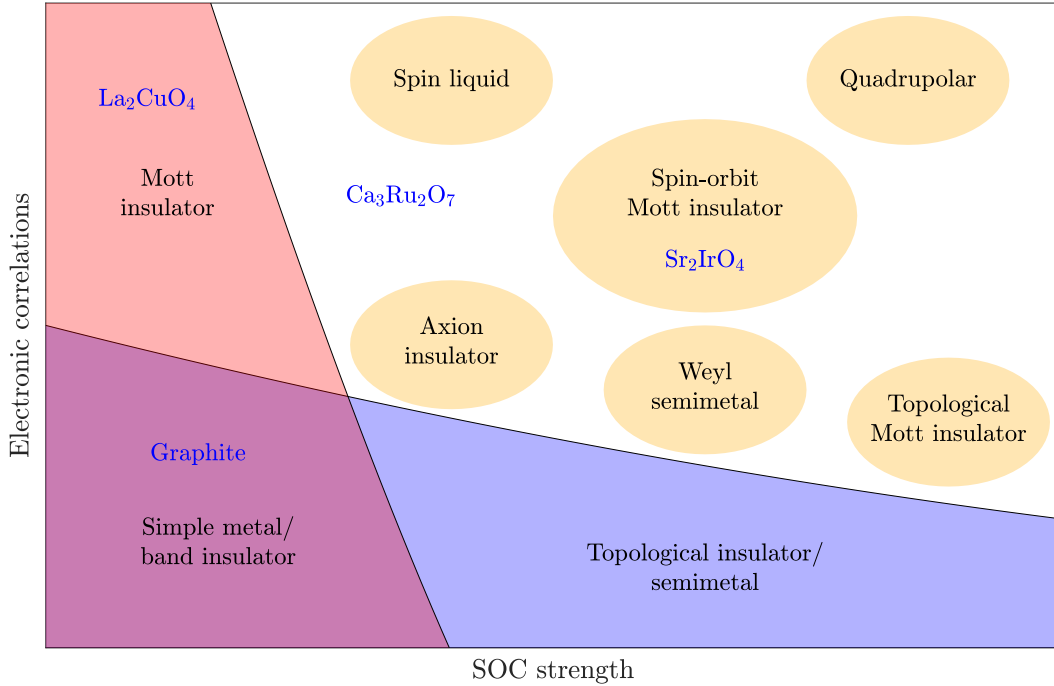 Spin liquid
Quadrupolar
La₂CuO₄
Mott
insulator
Ca₃Ru₂O₇
Spin-orbit
Mott insulator
Sr₂IrO₄
Axion
insulator
Weyl
semimetal
Topological
Mott insulator
Graphite
Simple metal/
band insulator
Topological insulator/
semimetal
Electronic correlations
SOC strength